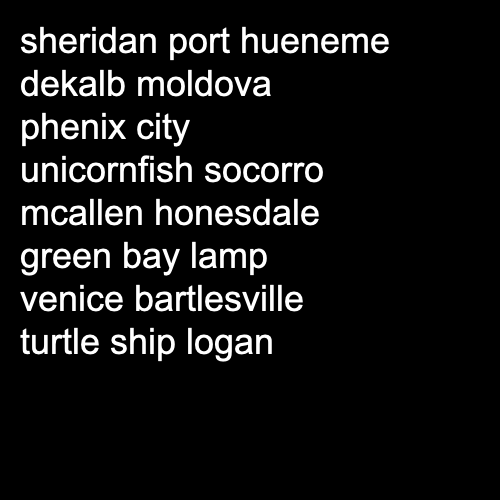 sheridan port hueneme
dekalb moldova
phenix city
unicornfish socorro
mcallen honesdale
green bay lamp
venice bartlesville
turtle ship logan